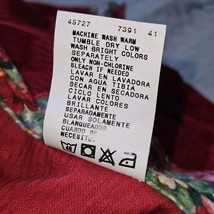 45727 7391 41
MACHINE WASH WARM
TUMBLE DRY LOW
WASH BRIGHT COLORS
SEPARATELY
ONLY NON-CHLORINE
BLEACH IF NEEDED
LAVAR EN LAVADORA
CON AQUA TIBIA
SECAR EN SECADORA
CICLO LENTO
LAVAR COLORES
BRILLANTE
SEPARADAMENTE
USAR SOLAMENTE
BLANQUEADOR
CUANDO SE
NECESITE.